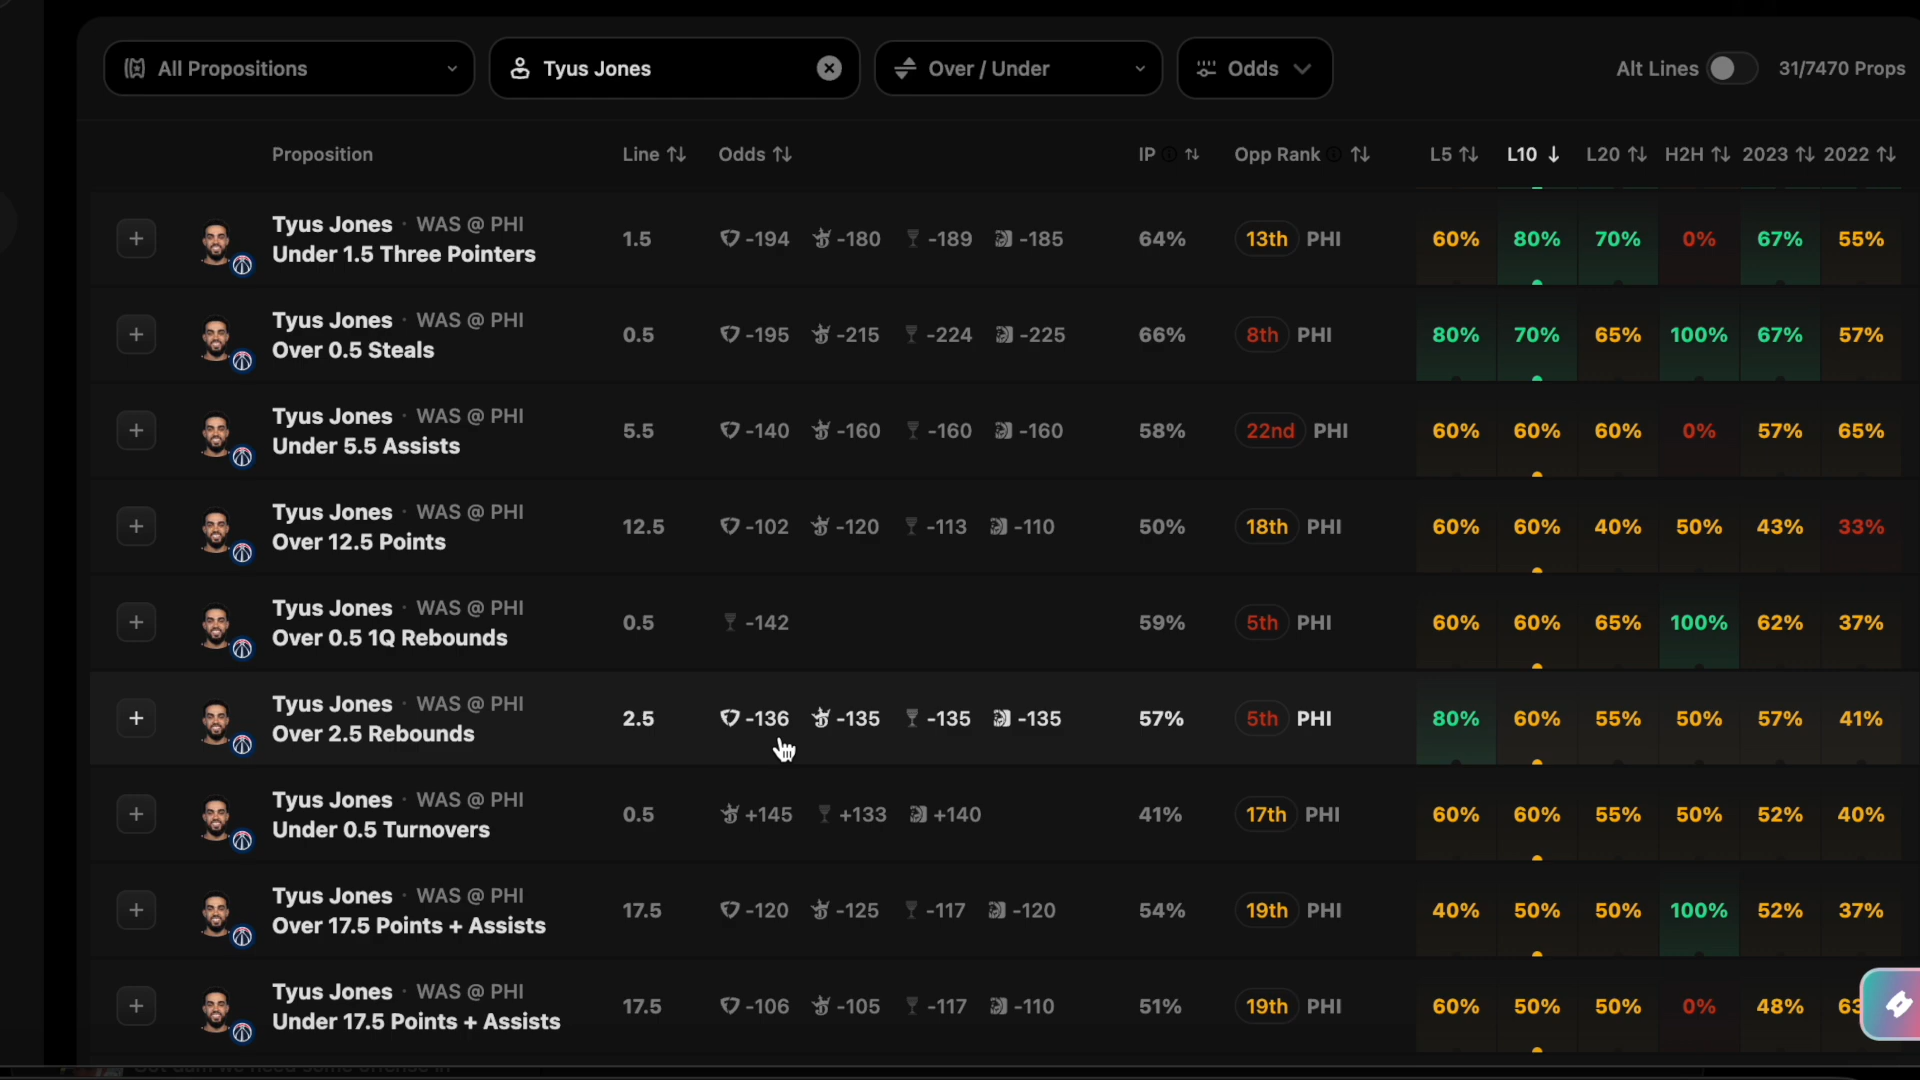 All Propositions
Tyus Jones
Over / Under
Odds
Alt Lines
31/7470 Props
Proposition Line Odds IP Opp Rank L5 L10 L20 H2H 2023 2022
Tyus Jones · WAS @ PHI
Under 1.5 Three Pointers
1.5 -194 -180 -189 -185 64% 13th PHI 60% 80% 70% 0% 67% 55%
Tyus Jones · WAS @ PHI
Over 0.5 Steals
0.5 -195 -215 -224 -225 66% 8th PHI 80% 70% 65% 100% 67% 57%
Tyus Jones · WAS @ PHI
Under 5.5 Assists
5.5 -140 -160 -160 -160 58% 22nd PHI 60% 60% 60% 0% 57% 65%
Tyus Jones · WAS @ PHI
Over 12.5 Points
12.5 -102 -120 -113 -110 50% 18th PHI 60% 60% 40% 50% 43% 33%
Tyus Jones · WAS @ PHI
Over 0.5 1Q Rebounds
0.5 -142 59% 5th PHI 60% 60% 65% 100% 62% 37%
Tyus Jones · WAS @ PHI
Over 2.5 Rebounds
2.5 -136 -135 -135 -135 57% 5th PHI 80% 60% 55% 50% 57% 41%
Tyus Jones · WAS @ PHI
Under 0.5 Turnovers
0.5 +145 +133 +140 41% 17th PHI 60% 60% 55% 50% 52% 40%
Tyus Jones · WAS @ PHI
Over 17.5 Points + Assists
17.5 -120 -125 -117 -120 54% 19th PHI 40% 50% 50% 100% 52% 37%
Tyus Jones · WAS @ PHI
Under 17.5 Points + Assists
17.5 -106 -105 -117 -110 51% 19th PHI 60% 50% 50% 0% 48% 63